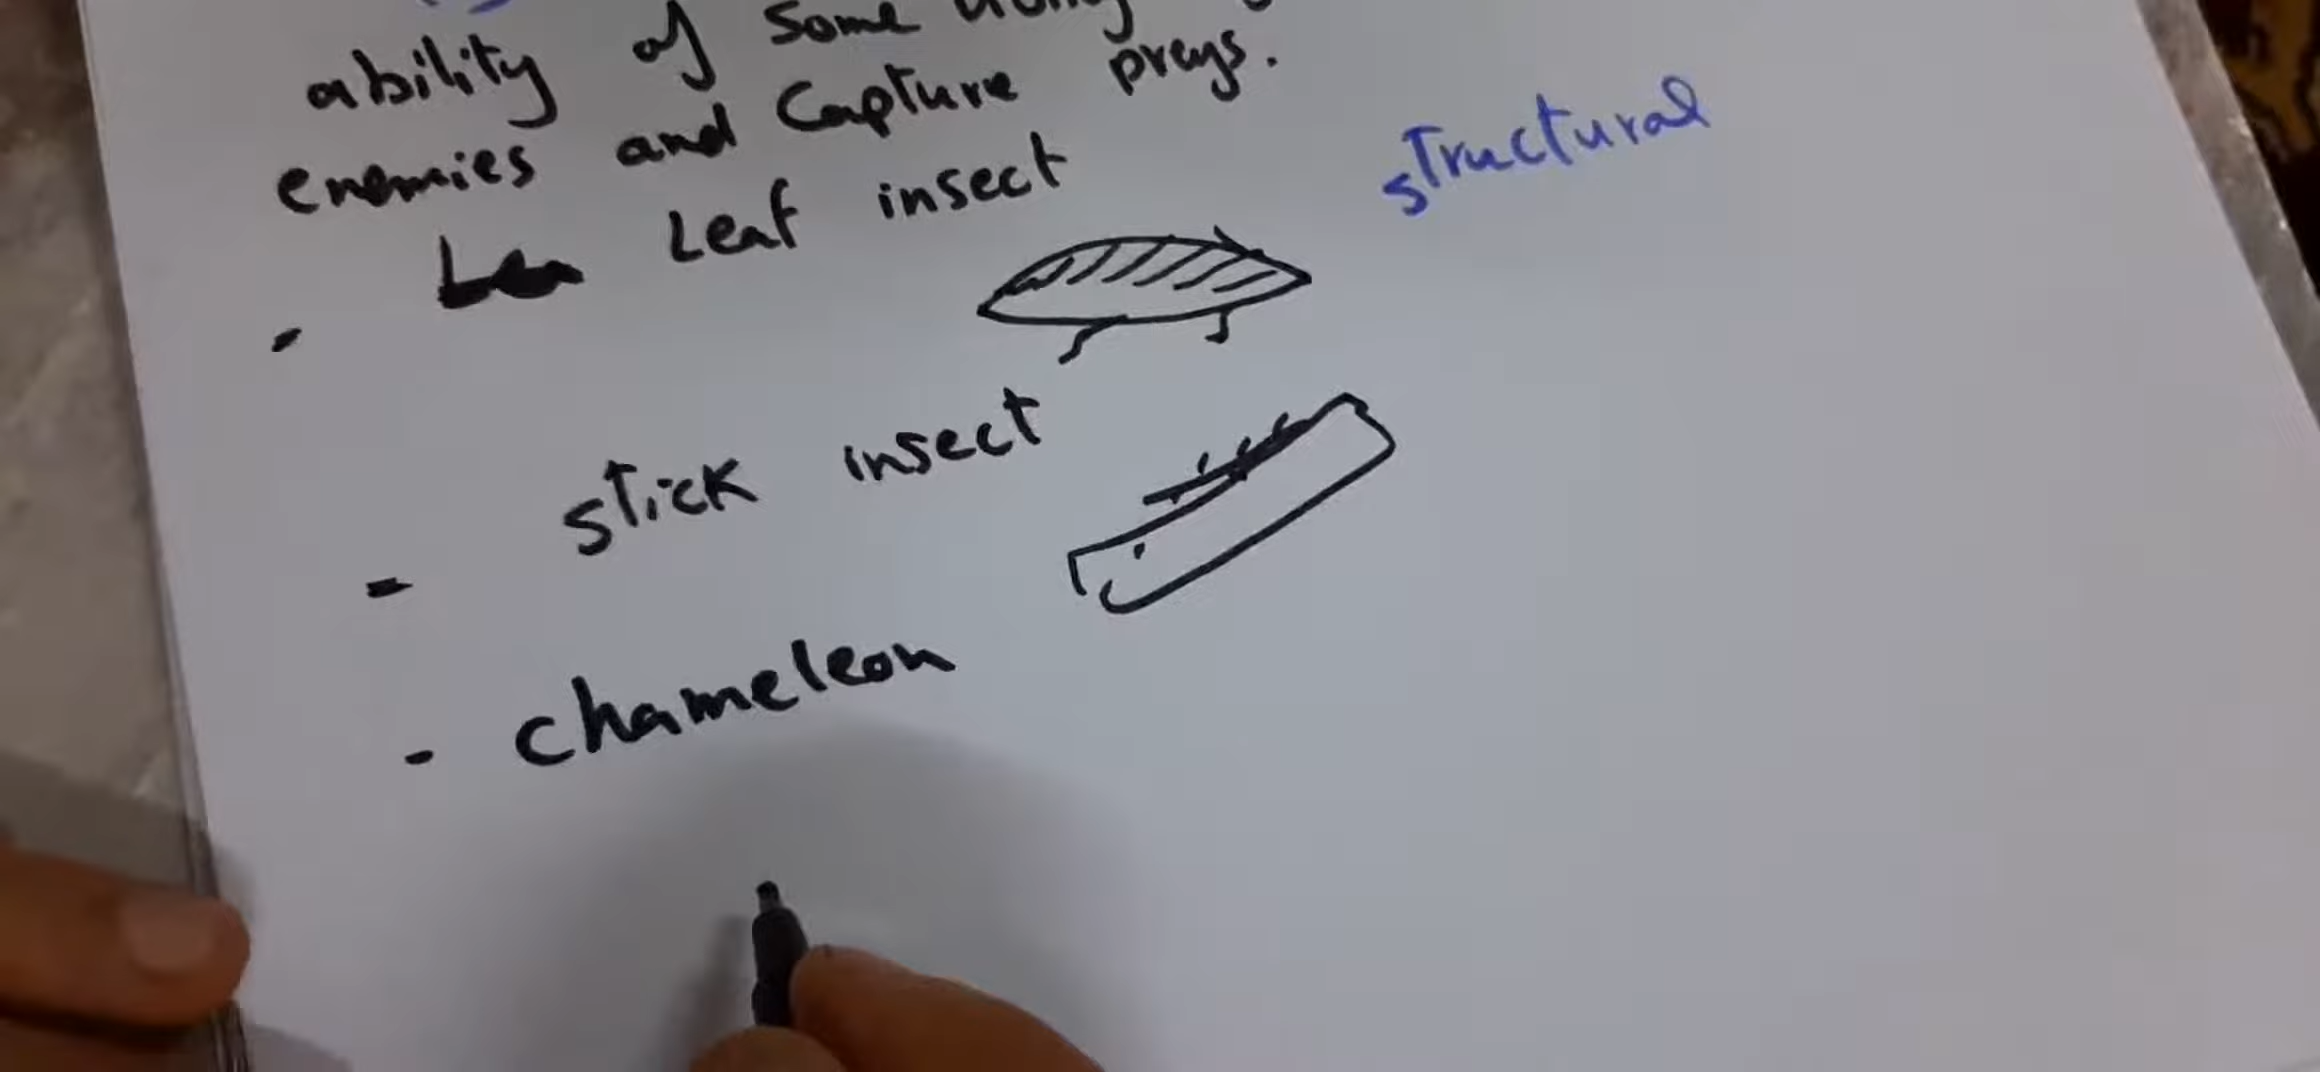 ability of some
enemies and Capture preys.
Leaf insect
structural
- stick insect
- chameleon